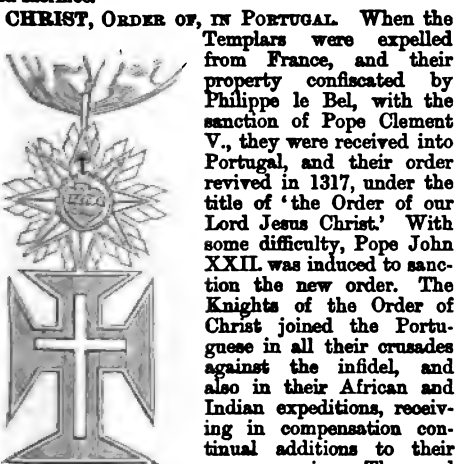 CHRIST, ORDER OF, IN PORTUGAL. When the
Templars were expelled
from France, and their
property confiscated by
Philippe le Bel, with the
sanction of Pope Clement
V., they were received into
Portugal, and their order
revived in 1317, under the
title of ‘the Order of our
Lord Jesus Christ.’ With
some difficulty, Pope John
XXII. was induced to sanc-
tion the new order. The
Knights of the Order of
Christ joined the Portu-
guese in all their crusades
against the infidel, and
also in their African and
Indian expeditions, receiv-
ing in compensation con-
tinual additions to their